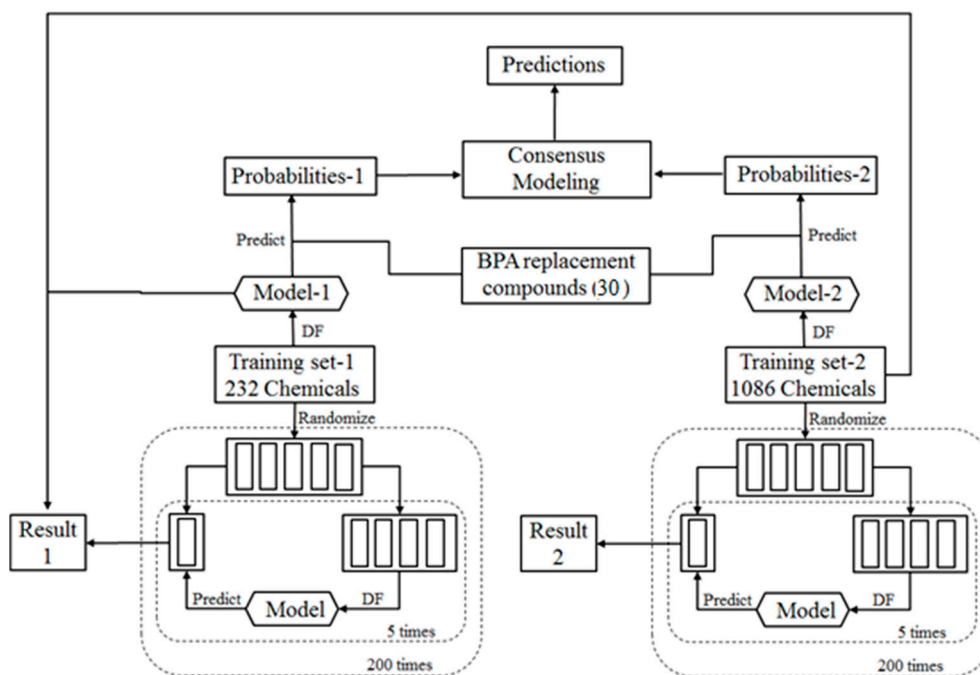 Predictions
Consensus
Modeling
Probabilities-1
Probabilities-2
Predict
Predict
BPA replacement
compounds (30)
Model-1
Model-2
DF
DF
Training set-1
232 Chemicals
Training set-2
1086 Chemicals
Randomize
Randomize
Result
1
Predict
Model
DF
5 times
200 times
Result
2
Predict
Model
DF
5 times
200 times